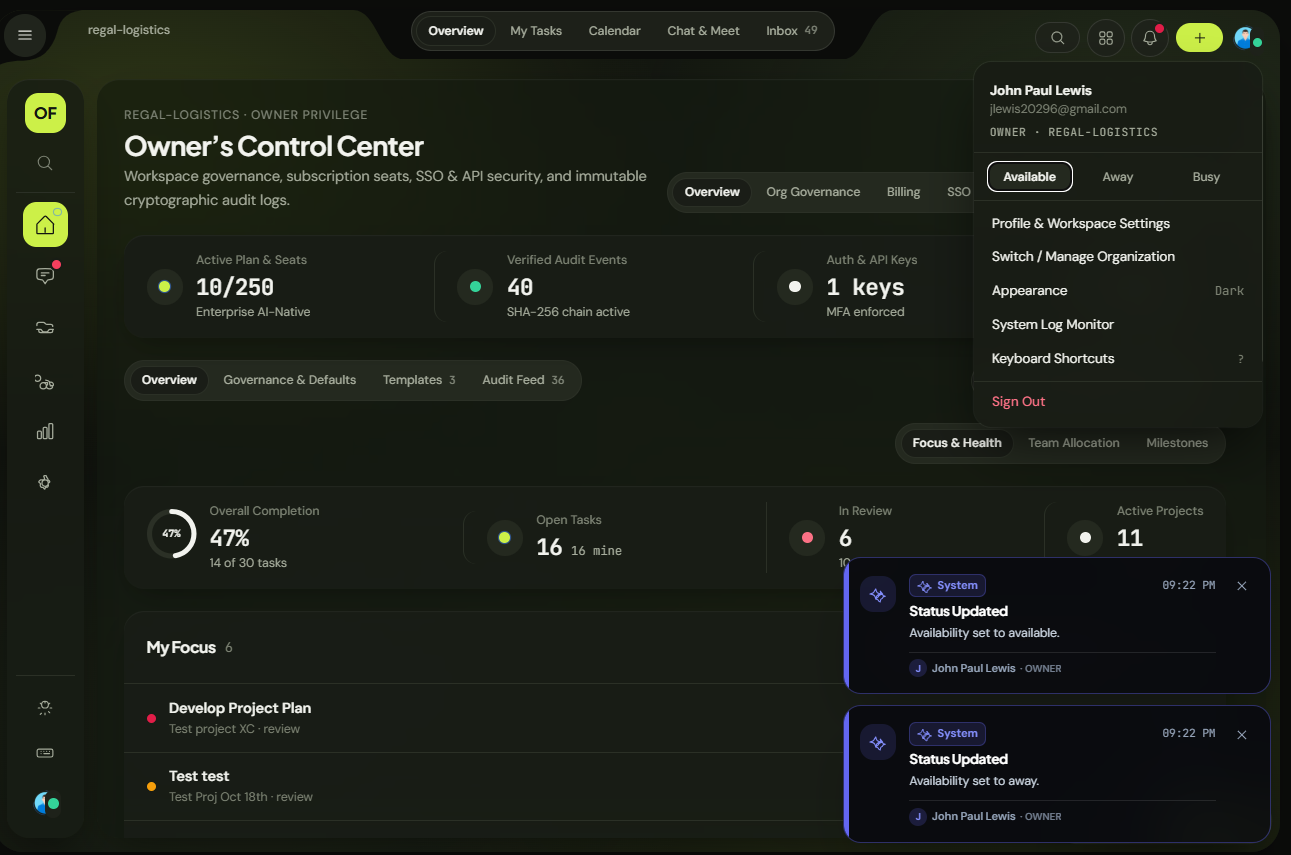 regal-logistics
Overview
My Tasks
Calendar
Chat & Meet
Inbox 49
OF
John Paul Lewis
jlewis20296@gmail.com
OWNER · REGAL-LOGISTICS
Available
Away
Busy
Profile & Workspace Settings
Switch / Manage Organization
Appearance Dark
System Log Monitor
Keyboard Shortcuts ?
Sign Out
REGAL-LOGISTICS · OWNER PRIVILEGE
Owner's Control Center
Workspace governance, subscription seats, SSO & API security, and immutable
cryptographic audit logs.
Overview
Org Governance
Billing
SSO
Active Plan & Seats
10/250
Enterprise AI-Native
Verified Audit Events
40
SHA-256 chain active
Auth & API Keys
1 keys
MFA enforced
Overview
Governance & Defaults
Templates 3
Audit Feed 36
Focus & Health
Team Allocation
Milestones
47%
Overall Completion
47%
14 of 30 tasks
Open Tasks
16 16 mine
In Review
6
Active Projects
11
My Focus 6
Develop Project Plan
Test project XC · review
Test test
Test Proj Oct 18th · review
System
09:22 PM
Status Updated
Availability set to available.
J John Paul Lewis · OWNER
System
09:22 PM
Status Updated
Availability set to away.
J John Paul Lewis · OWNER